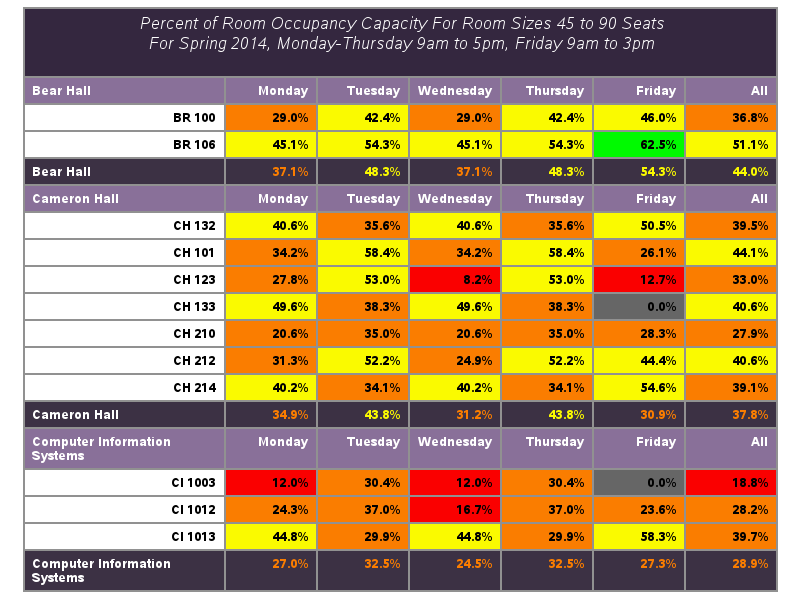 Percent of Room Occupancy Capacity For Room Sizes 45 to 90 Seats
For Spring 2014, Monday-Thursday 9am to 5pm, Friday 9am to 3pm
Bear Hall Monday Tuesday Wednesday Thursday Friday All
BR 100 29.0% 42.4% 29.0% 42.4% 46.0% 36.8%
BR 106 45.1% 54.3% 45.1% 54.3% 62.5% 51.1%
Bear Hall 37.1% 48.3% 37.1% 48.3% 54.3% 44.0%
Cameron Hall Monday Tuesday Wednesday Thursday Friday All
CH 132 40.6% 35.6% 40.6% 35.6% 50.5% 39.5%
CH 101 34.2% 58.4% 34.2% 58.4% 26.1% 44.1%
CH 123 27.8% 53.0% 8.2% 53.0% 12.7% 33.0%
CH 133 49.6% 38.3% 49.6% 38.3% 0.0% 40.6%
CH 210 20.6% 35.0% 20.6% 35.0% 28.3% 27.9%
CH 212 31.3% 52.2% 24.9% 52.2% 44.4% 40.6%
CH 214 40.2% 34.1% 40.2% 34.1% 54.6% 39.1%
Cameron Hall 34.9% 43.8% 31.2% 43.8% 30.9% 37.8%
Computer Information Monday Tuesday Wednesday Thursday Friday All
Systems
CI 1003 12.0% 30.4% 12.0% 30.4% 0.0% 18.8%
CI 1012 24.3% 37.0% 16.7% 37.0% 23.6% 28.2%
CI 1013 44.8% 29.9% 44.8% 29.9% 58.3% 39.7%
Computer Information 27.0% 32.5% 24.5% 32.5% 27.3% 28.9%
Systems